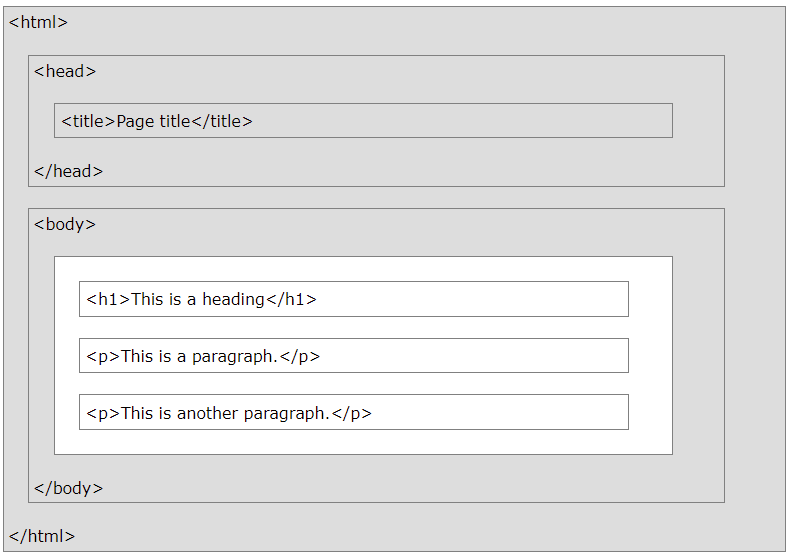 <html>
<head>
<title>Page title</title>
</head>
<body>
<h1>This is a heading</h1>
<p>This is a paragraph.</p>
<p>This is another paragraph.</p>
</body>
</html>